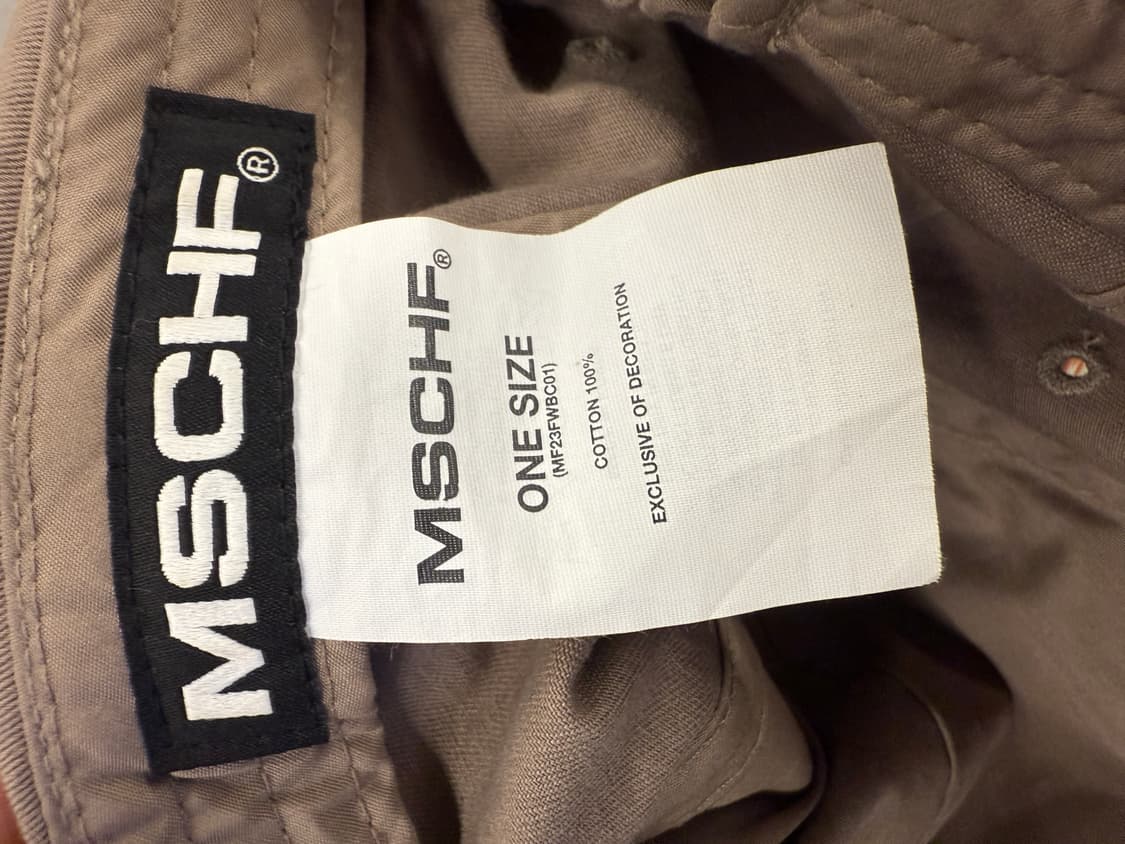 MSCHF®
MSCHF®
ONE SIZE
(MF23FWBC01)
COTTON 100%
EXCLUSIVE OF DECORATION